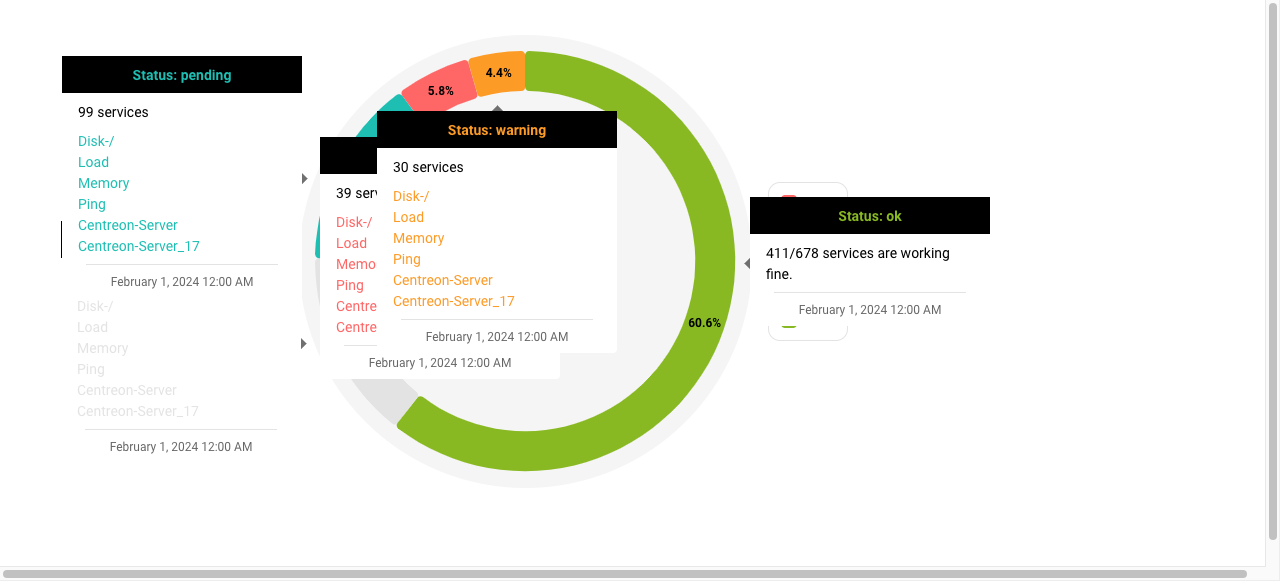 Status: pending
99 services
Disk-/
Load
Memory
Ping
Centreon-Server
Centreon-Server_17
February 1, 2024 12:00 AM
Disk-/
Load
Memory
Ping
Centreon-Server
Centreon-Server_17
February 1, 2024 12:00 AM
5.8%
4.4%
39 serv
Disk-/
Load
Memo
Ping
Centre
Centre
February 1, 2024 12:00 AM
Status: warning
30 services
Disk-/
Load
Memory
Ping
Centreon-Server
Centreon-Server_17
February 1, 2024 12:00 AM
60.6%
Status: ok
411/678 services are working
fine.
February 1, 2024 12:00 AM